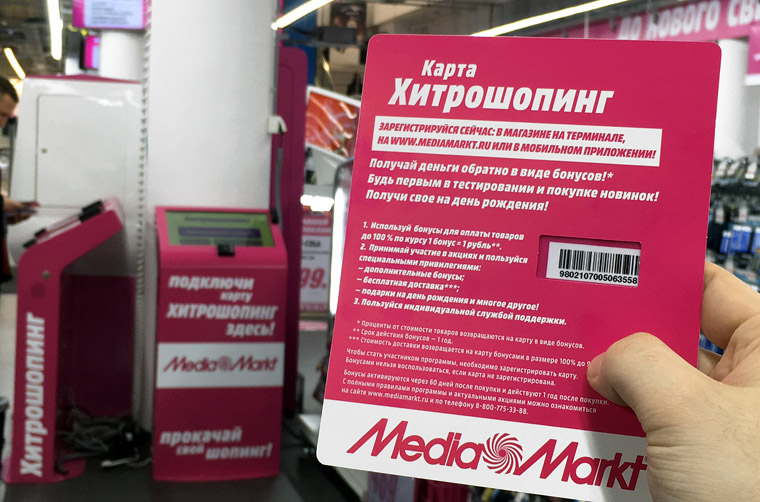 Карта
Хитрошопинг
ЗАРЕГИСТРИРУЙСЯ СЕЙЧАС: В МАГАЗИНЕ НА ТЕРМИНАЛЕ,
НА WWW.MEDIAMARKT.RU ИЛИ В МОБИЛЬНОМ ПРИЛОЖЕНИИ!
Получай деньги обратно в виде бонусов!*
Будь первым в тестировании и покупке новинок!
Получи свое на день рождения!
1. Используй бонусы для оплаты товаров
до 100 % по курсу 1 бонус = 1 рубль**.
2. Принимай участие в акциях и пользуйся
специальными привилегиями:
– дополнительные бонусы;
– бесплатная доставка***;
– подарки на день рождения и многое другое!
3. Пользуйся индивидуальной службой поддержки.
9802107005063558
* Проценты от стоимости товаров возвращаются на карту в виде бонусов.
** Срок действия бонусов – 1 год.
*** Стоимость доставки возвращается на карту бонусами в размере 100% до
Чтобы стать участником программы, необходимо зарегистрировать карту.
Бонусами нельзя воспользоваться, если карта не зарегистрирована.
Бонусы активируются через 60 дней после покупки и действуют 1 год после покупки.
С полными правилами программы и актуальными акциями можно ознакомиться
на сайте www.mediamarkt.ru и по телефону 8-800-775-33-88.
Media Markt
До нового
подключи
карту
ХИТРОШОПИНГ
здесь!
Media Markt
прокачай
свой шопинг!
Хитрошопинг
99.